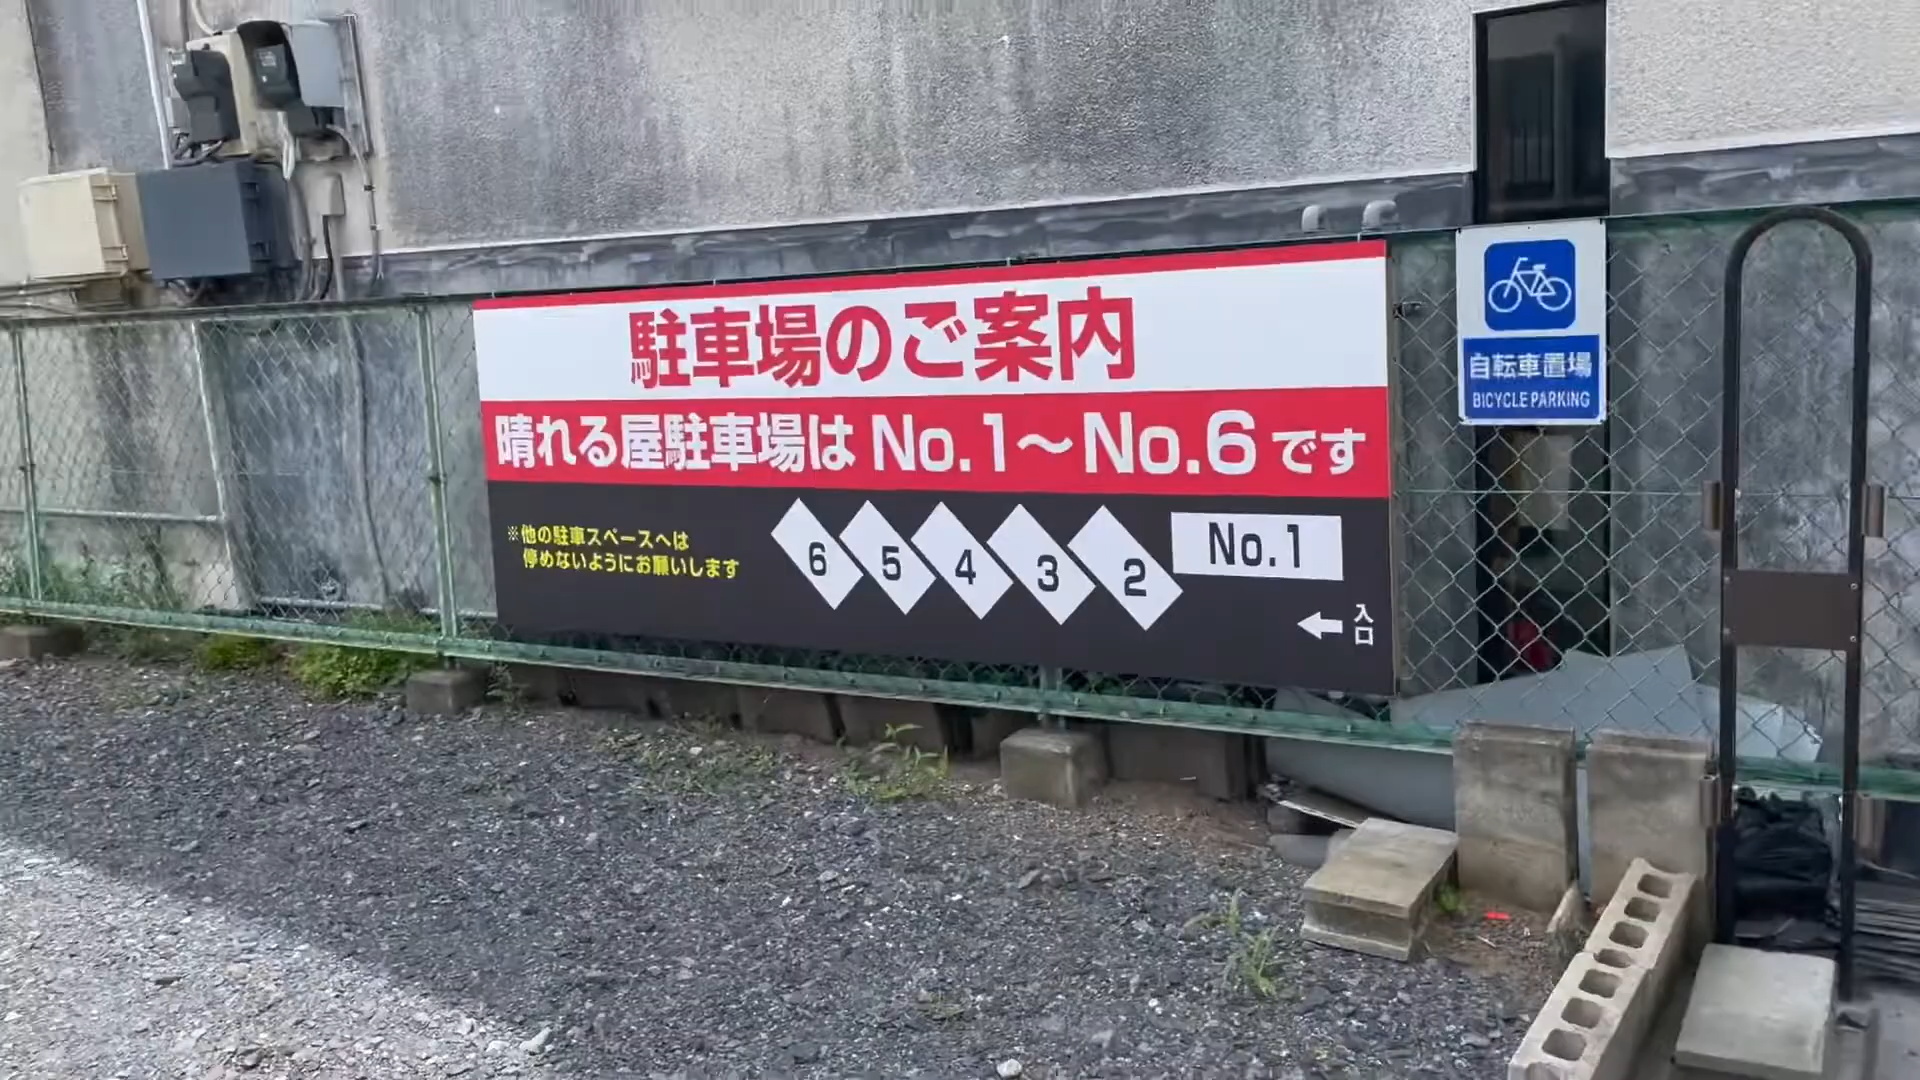 駐車場のご案内
晴れる屋駐車場は No.1～No.6 です
※他の駐車スペースへは
停めないようにお願いします
6 5 4 3 2 No.1
←入口
自転車置場
BICYCLE PARKING